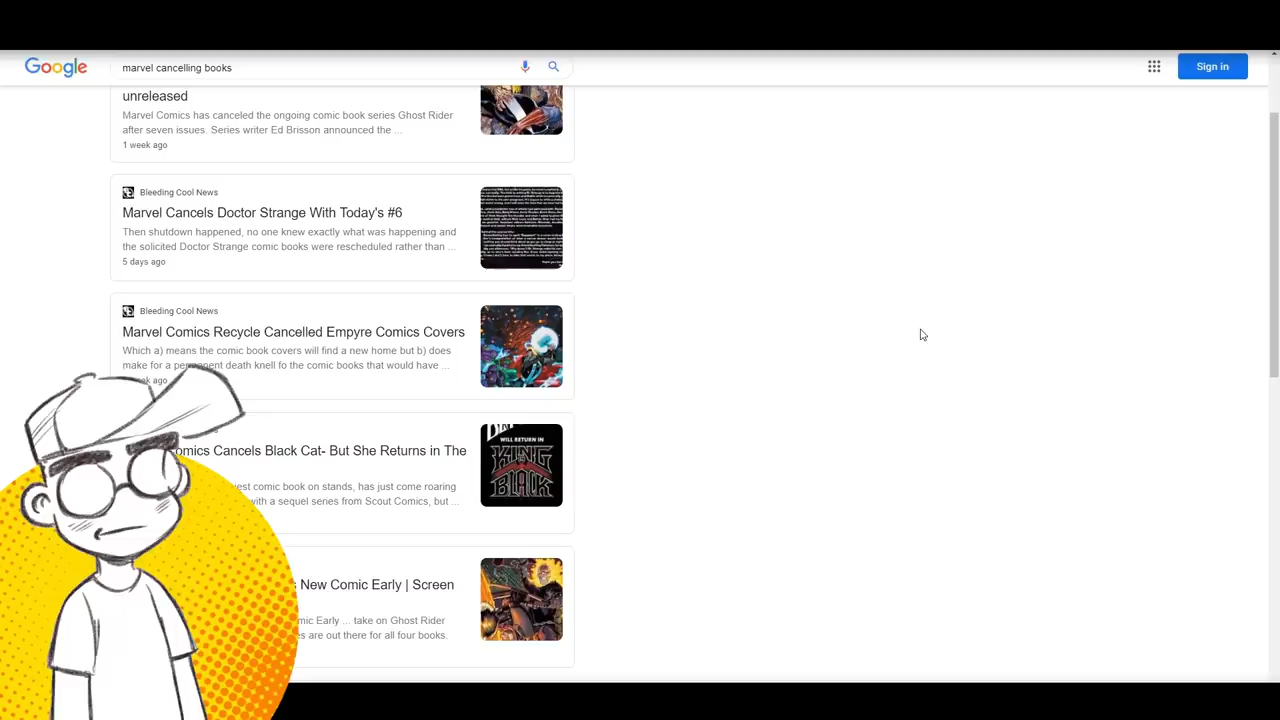 Google
marvel cancelling books
Sign in
unreleased
Marvel Comics has canceled the ongoing comic book series Ghost Rider
after seven issues. Series writer Ed Brisson announced the ...
1 week ago
Bleeding Cool News
Marvel Cancels Doctor Strange With Today's #6
Then shutdown happened, no one knew exactly what was happening and
the solicited Doctor Strange comic books were rescheduled rather than ...
5 days ago
Bleeding Cool News
Marvel Comics Recycle Cancelled Empyre Comics Covers
Which a) means the comic book covers will find a new home but b) does
make for a permanent death knell fo the comic books that would have ...
ago
Cancels Black Cat- But She Returns in The
WILL RETURN IN
KING
IN
BLACK
comic book on stands, has just come roaring
with a sequel series from Scout Comics, but ...
New Comic Early | Screen
Early ... take on Ghost Rider
are out there for all four books.